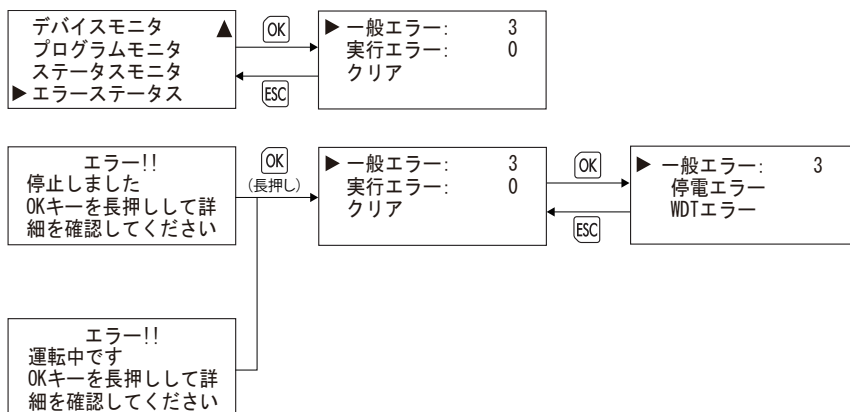 デバイスモニタ ▲
プログラムモニタ
ステータスモニタ
▶ エラーステータス
OK
ESC
▶ 一般エラー: 3
実行エラー: 0
クリア
エラー!!
停止しました
OKキーを長押しして詳
細を確認してください
OK
(長押し)
▶ 一般エラー: 3
実行エラー: 0
クリア
OK
ESC
▶ 一般エラー: 3
停電エラー
WDTエラー
エラー!!
運転中です
OKキーを長押しして詳
細を確認してください